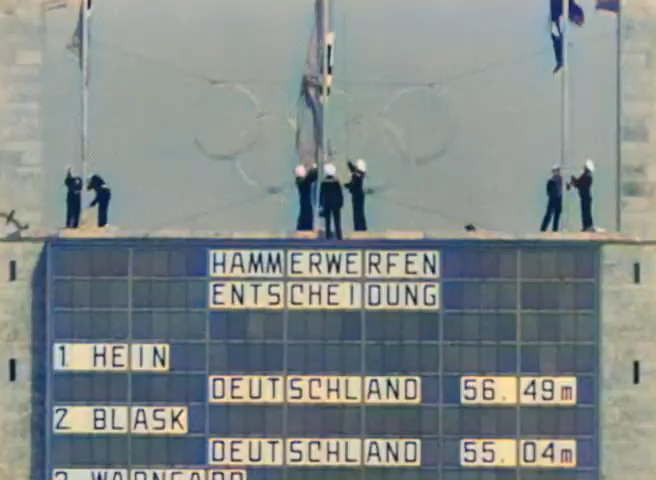 HAMMERWERFEN
ENTSCHEIDUNG
1. HEIN
DEUTSCHLAND 56.49m
2. BLASK
DEUTSCHLAND 55.04m